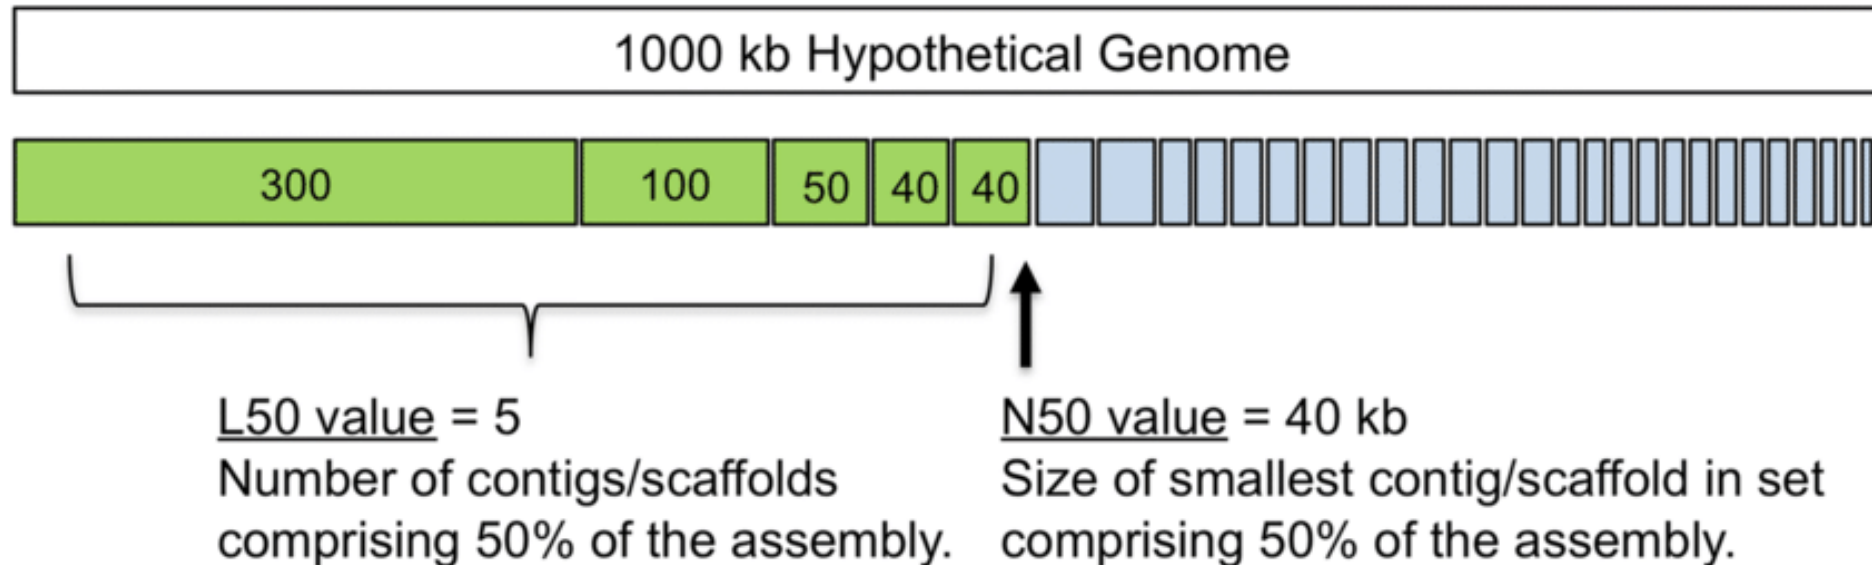 1000 kb Hypothetical Genome
300 100 50 40 40
L50 value = 5
Number of contigs/scaffolds
comprising 50% of the assembly.
N50 value = 40 kb
Size of smallest contig/scaffold in set
comprising 50% of the assembly.